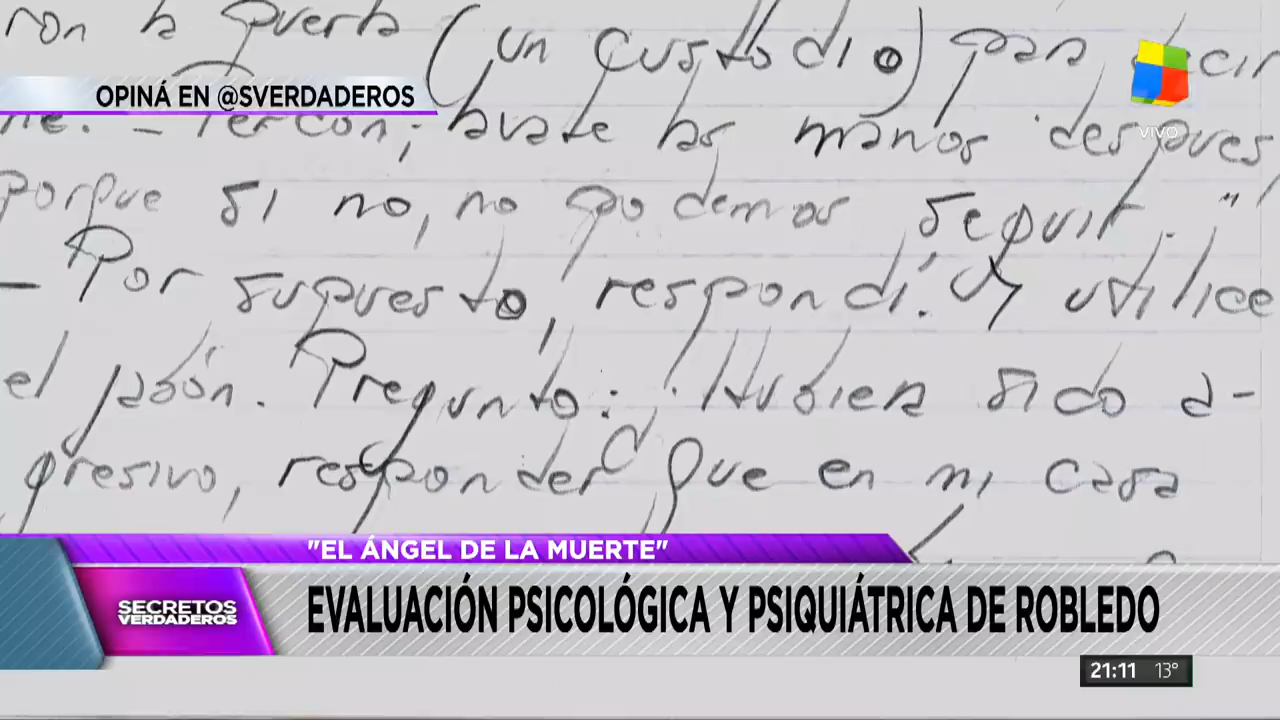 ron la puerta (un custodio) para decir
OPINÁ EN @SVERDADEROS
VIVO
me. - Perdón; lavate las manos despues
porque si no, no podemos seguir."
- Por supuesto, respondí. Y utilice
el jabón. Pregunto: ¿Hubiera sido a-
gresivo, responder que en mi casa
"EL ÁNGEL DE LA MUERTE"
SECRETOS
VERDADEROS
EVALUACIÓN PSICOLÓGICA Y PSIQUIÁTRICA DE ROBLEDO
21:11 13°